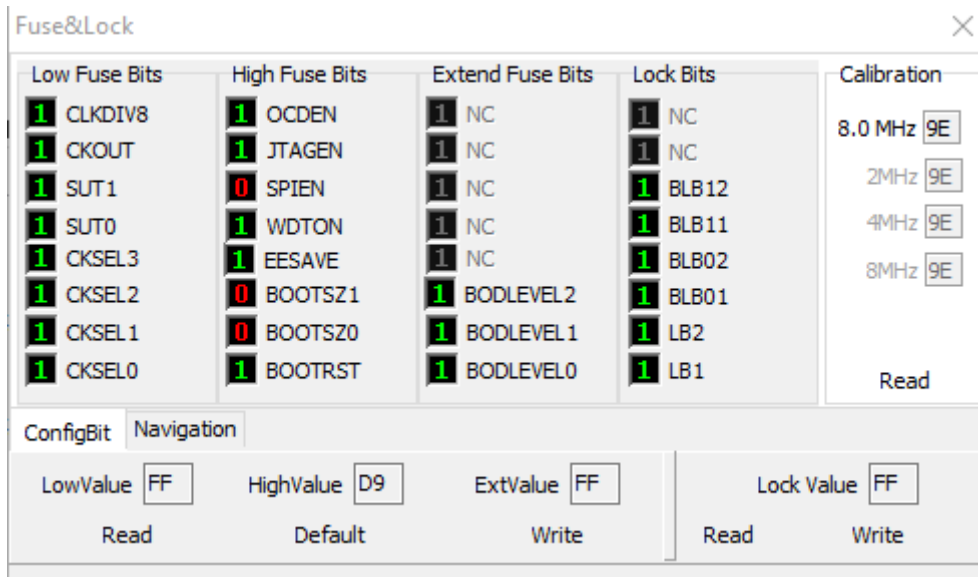 Fuse&Lock
Low Fuse Bits High Fuse Bits Extend Fuse Bits Lock Bits Calibration
1 CLKDIV8 1 OCDEN 1 NC 1 NC 8.0 MHz 9E
1 CKOUT 1 JTAGEN 1 NC 1 NC
1 SUT1 0 SPIEN 1 NC 1 BLB12 2MHz 9E
1 SUT0 1 WDTON 1 NC 1 BLB11 4MHz 9E
1 CKSEL3 1 EESAVE 1 NC 1 BLB02 8MHz 9E
1 CKSEL2 0 BOOTSZ1 1 BODLEVEL2 1 BLB01
1 CKSEL1 0 BOOTSZ0 1 BODLEVEL1 1 LB2
1 CKSEL0 1 BOOTRST 1 BODLEVEL0 1 LB1 Read
ConfigBit Navigation
LowValue FF HighValue D9 ExtValue FF Lock Value FF
Read Default Write Read Write